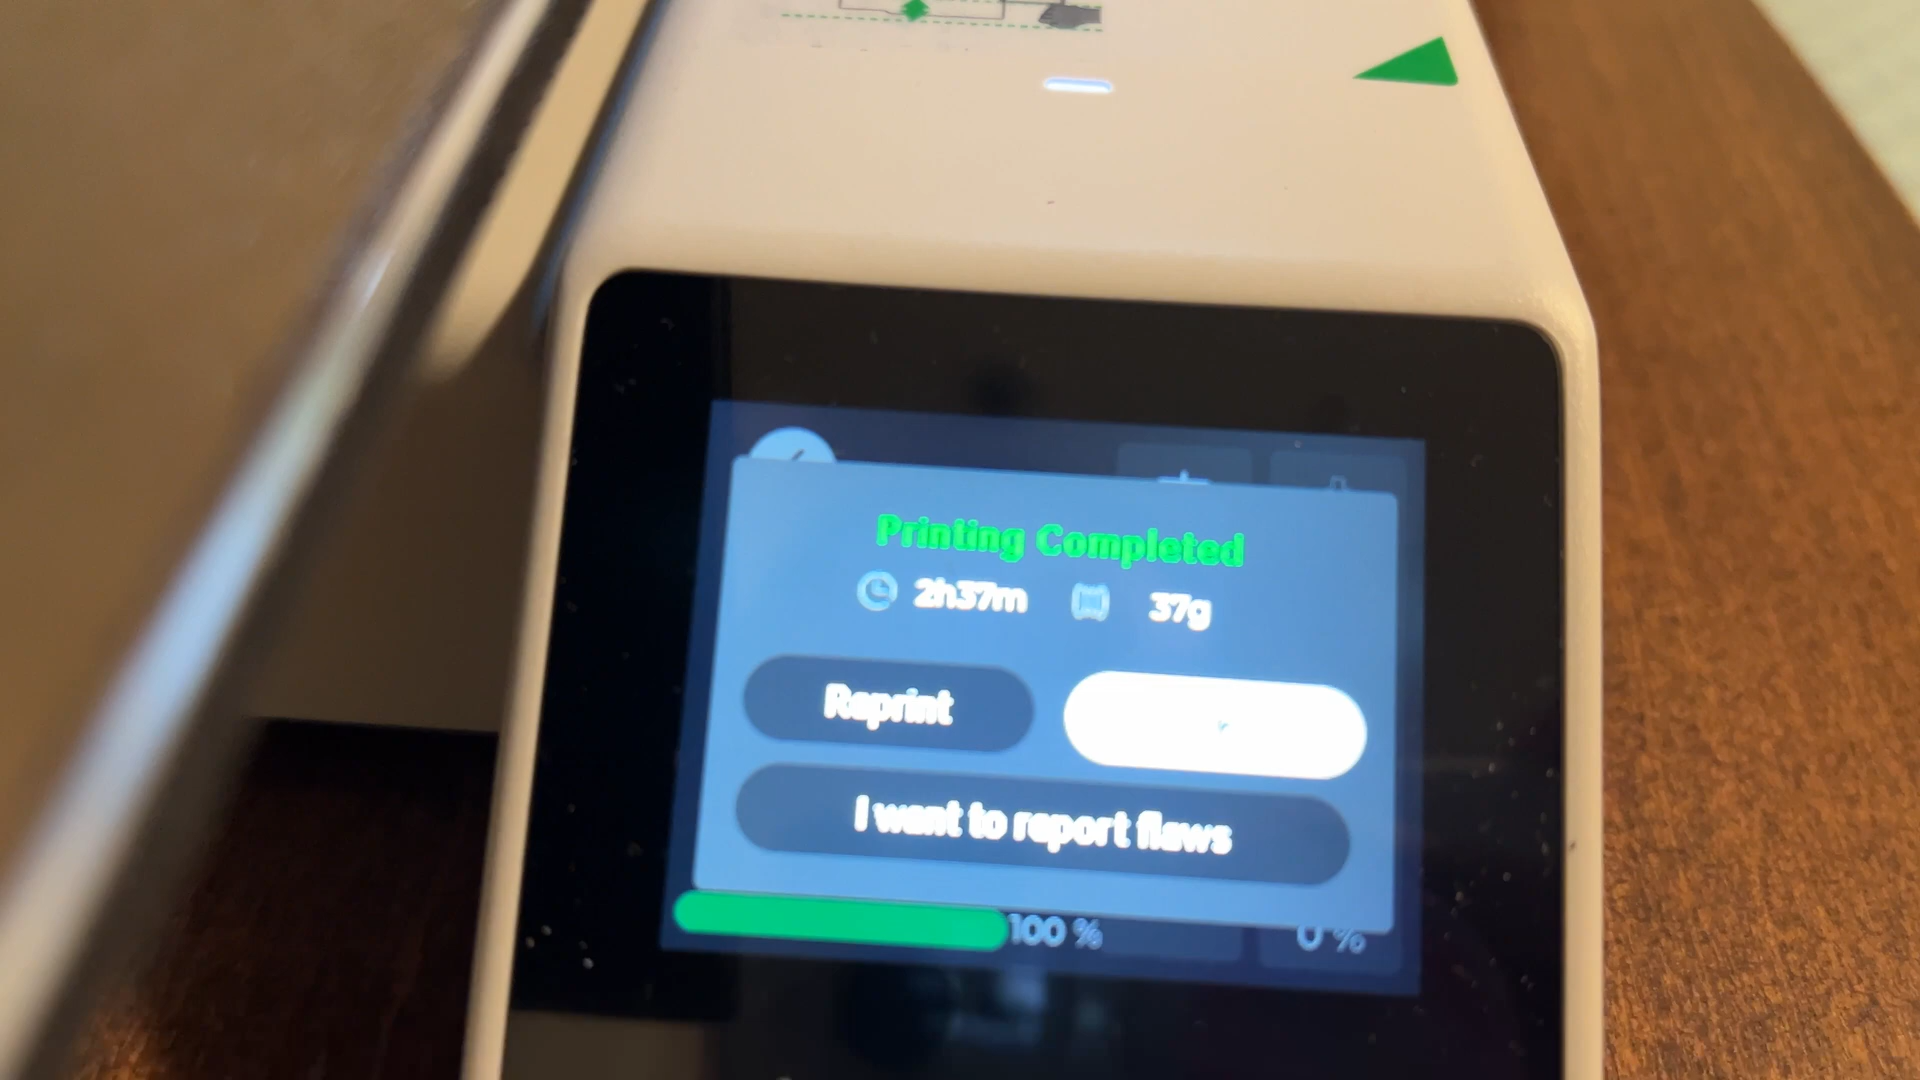 Printing Completed
2h37m 37g
Reprint
I want to report flaws
100 % 0 %